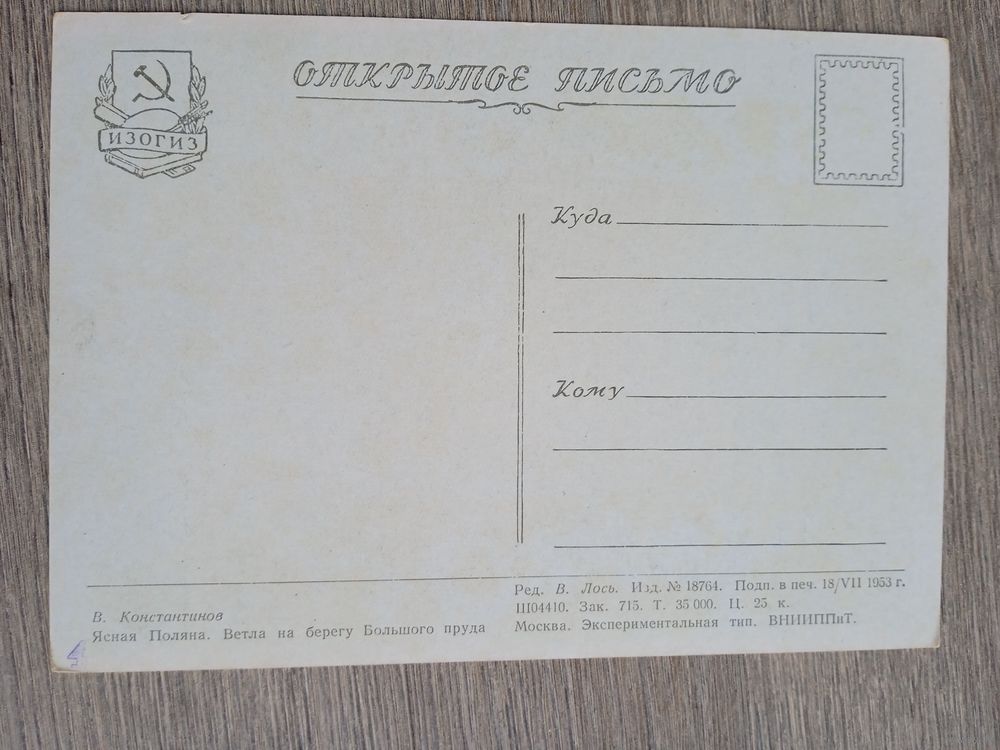 ОТКРЫТОЕ ПИСЬМО
ИЗОГИЗ
Куда
Кому
В. Константинов
Ясная Поляна. Ветла на берегу Большого пруда
Ред. В. Лось. Изд. № 18764. Подп. в печ. 18/VII 1953 г.
Ш04410. Зак. 715. Т. 35 000. Ц. 25 к.
Москва. Экспериментальная тип. ВНИИППиТ.